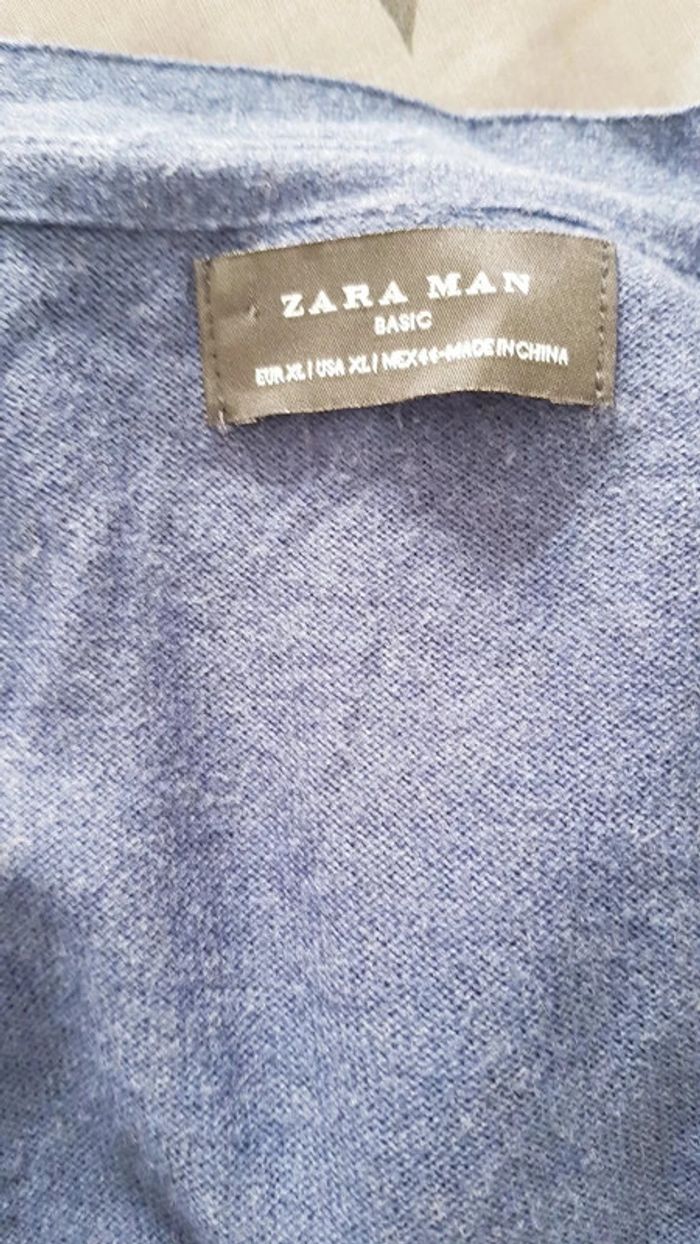 ZARA MAN
BASIC
EUR XL / USA XL / MEX 44-MADE IN CHINA